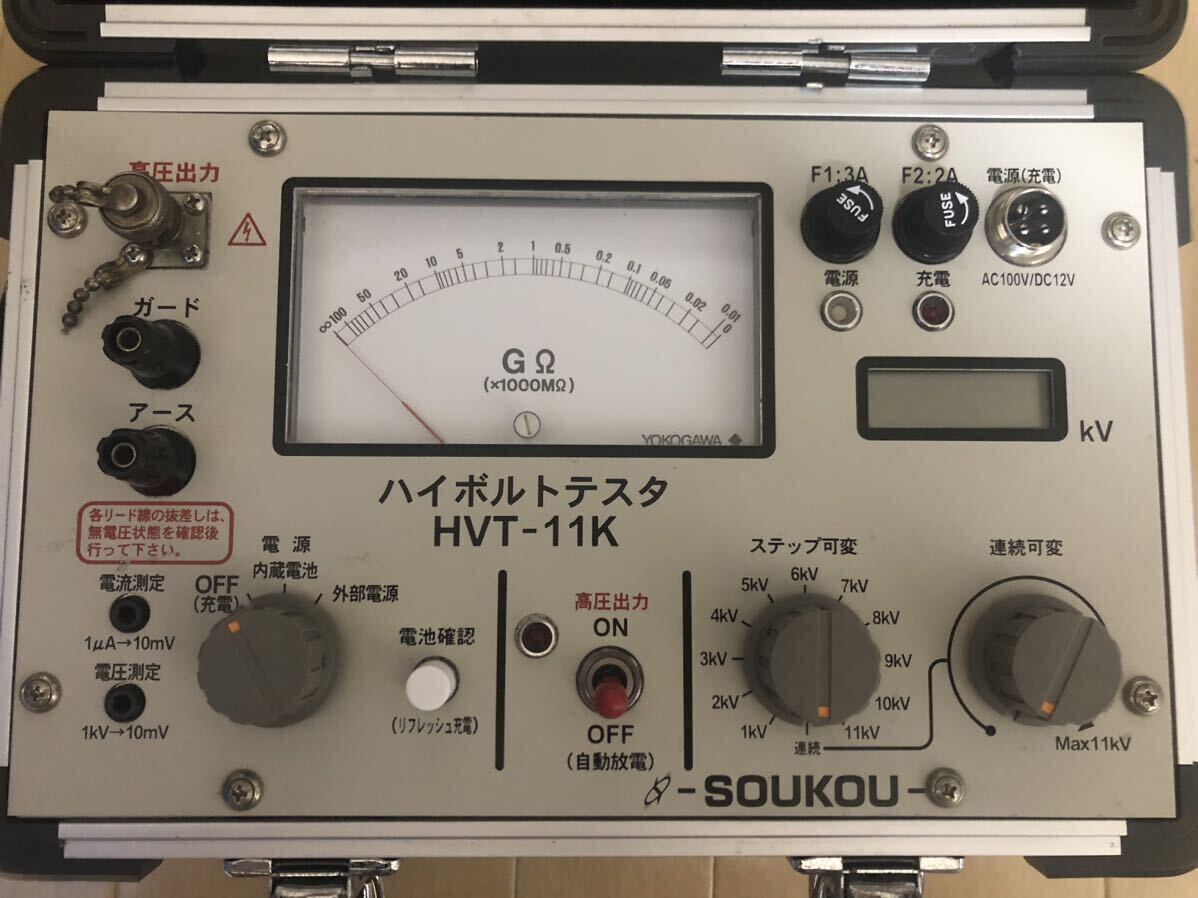 高圧出力
F1:3A
F2:2A
電源(充電)
FUSE
FUSE
AC100V/DC12V
電源
充電
ガード
アース
∞ 100 50 20 10 5 2 1 0.5 0.2 0.1 0.05 0.02 0.01 0
GΩ
(×1000MΩ)
YOKOGAWA
kV
ハイボルトテスタ
HVT-11K
各リード線の抜差しは、
無電圧状態を確認後
行って下さい。
電流測定
1μA→10mV
電圧測定
1kV→10mV
電源
OFF
(充電)
内蔵電池
外部電源
電池確認
(リフレッシュ充電)
高圧出力
ON
OFF
(自動放電)
ステップ可変
1kV
2kV
3kV
4kV
5kV
6kV
7kV
8kV
9kV
10kV
11kV
連続
連続可変
Max11kV
-SOUKOU-